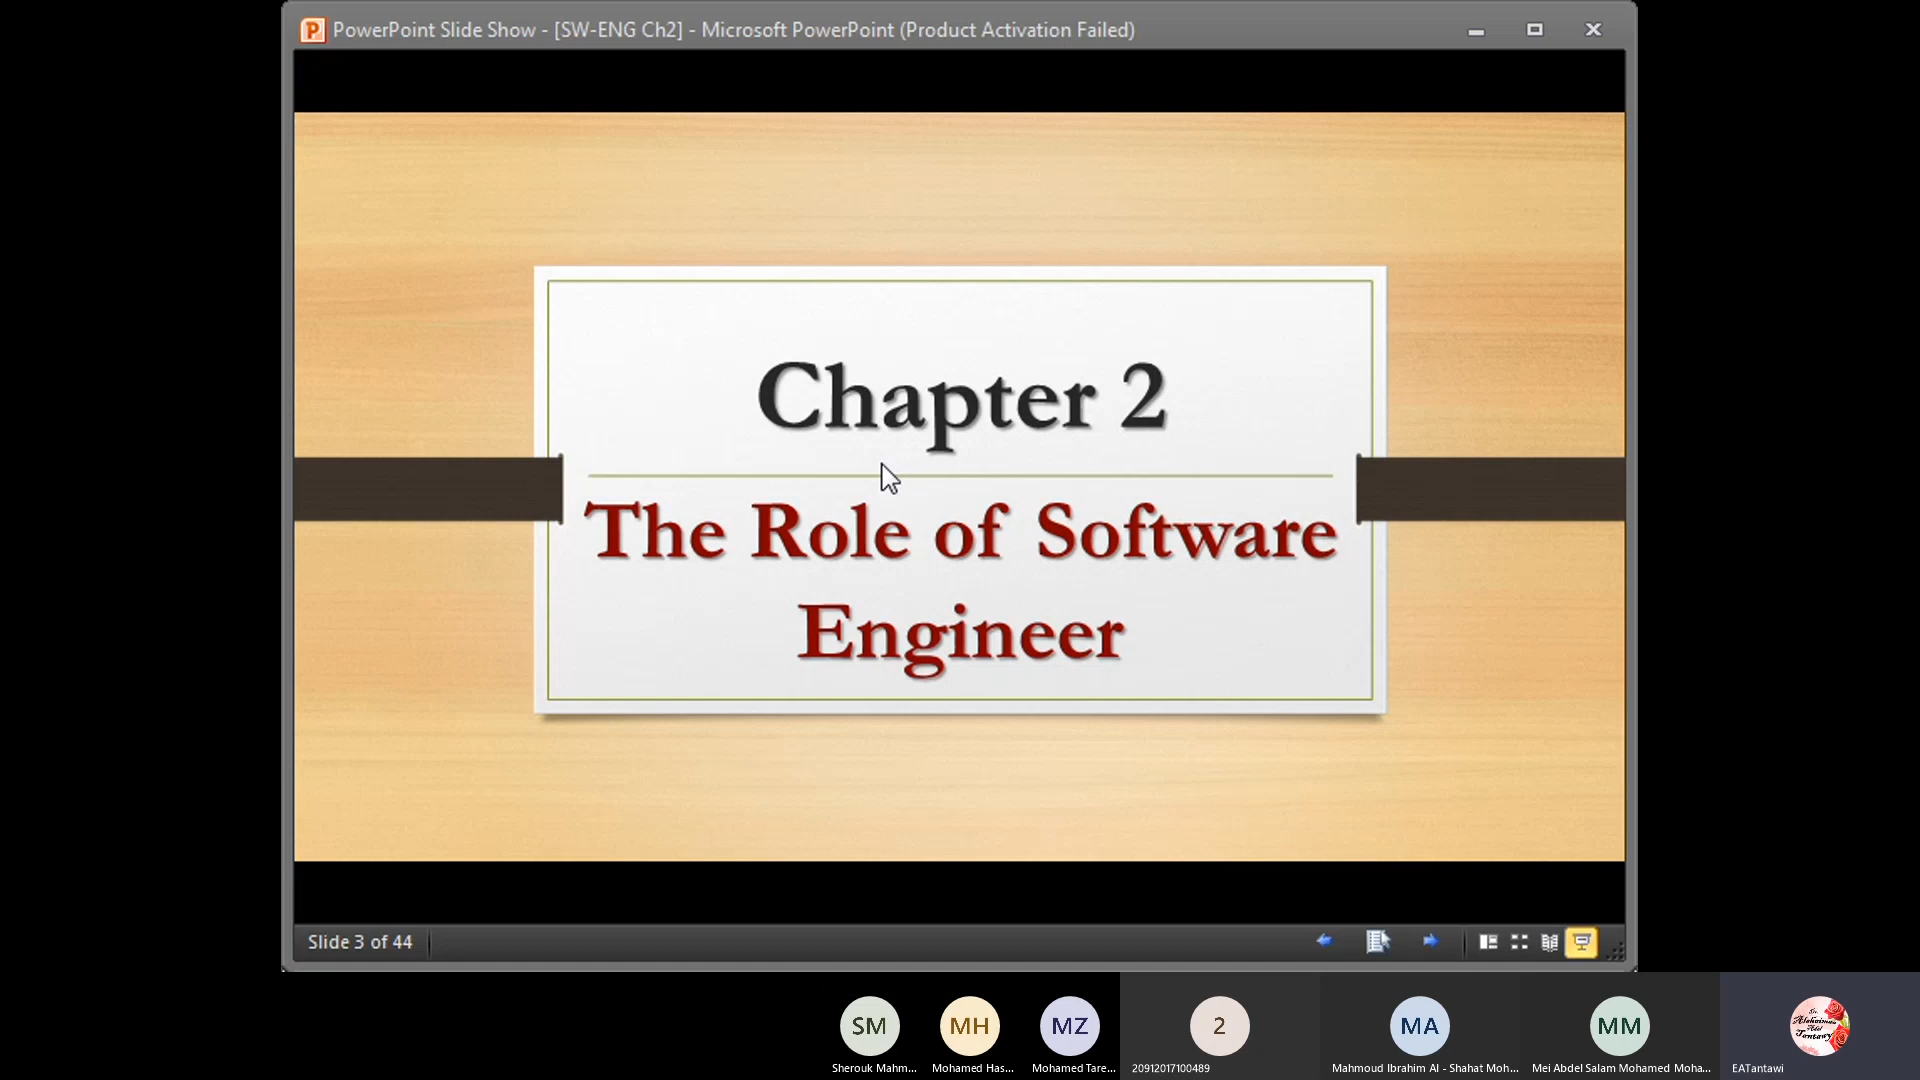 PowerPoint Slide Show - [SW-ENG Ch2] - Microsoft PowerPoint (Product Activation Failed)
Chapter 2
The Role of Software
Engineer
Slide 3 of 44
SM
MH
MZ
2
MA
MM
Sherouk Mahm...
Mohamed Has...
Mohamed Tare...
20912017100489
Mahmoud Ibrahim Al - Shahat Moh...
Mei Abdel Salam Mohamed Moha...
EATantawi